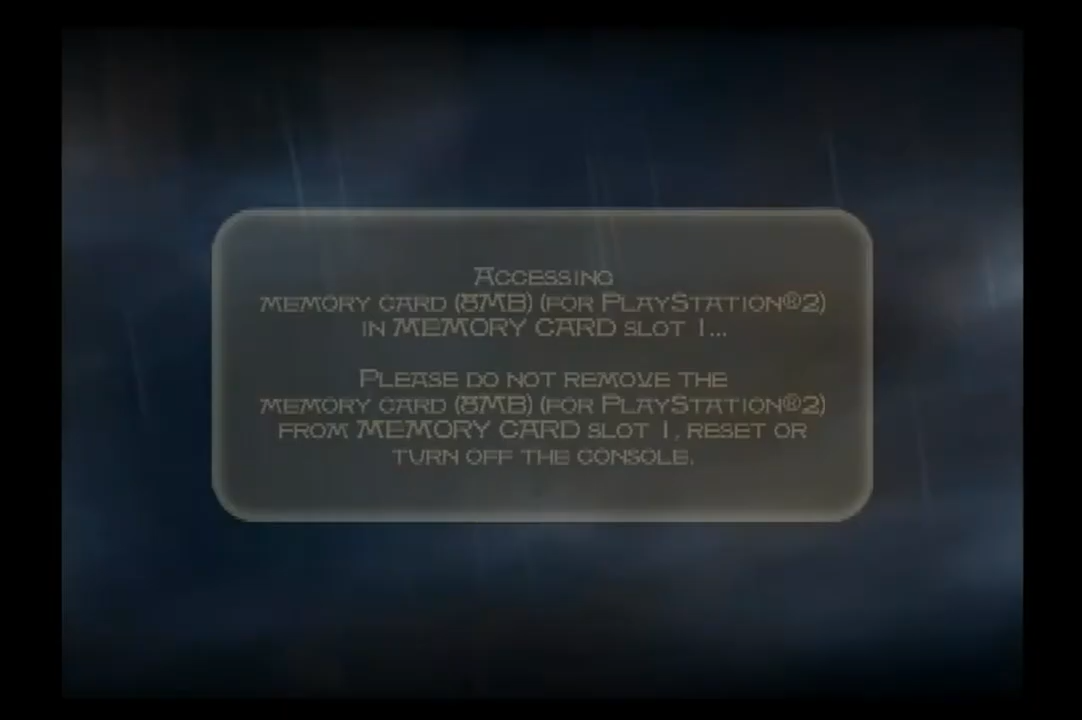 Accessing
memory card (8MB) (for PlayStation®2)
in MEMORY CARD slot 1...
Please do not remove the
memory card (8MB) (for PlayStation®2)
from MEMORY CARD slot 1, reset or
turn off the console.